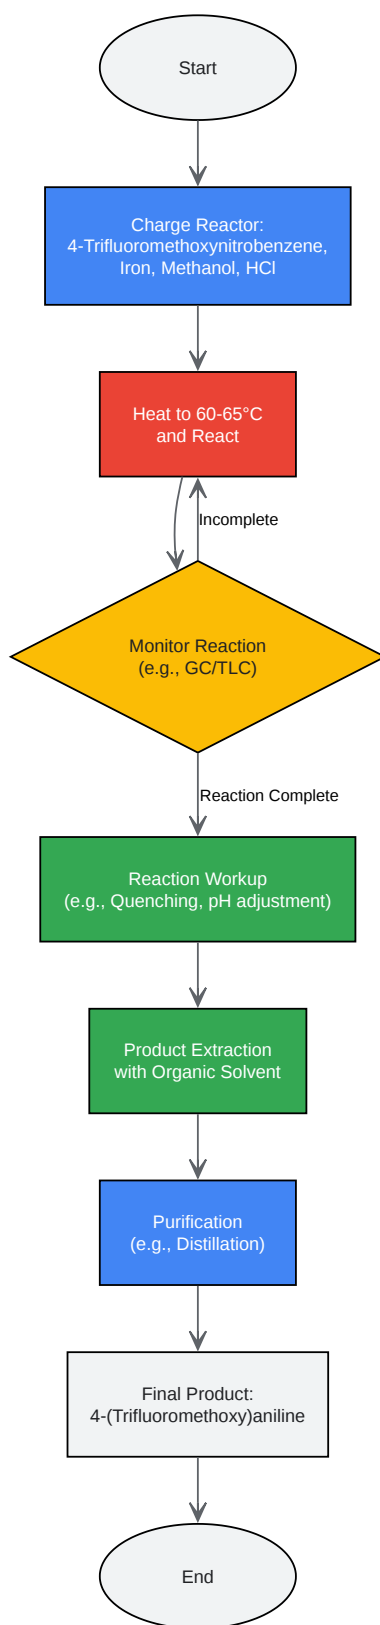 Start
Charge Reactor:
4-Trifluoromethoxynitrobenzene,
Iron, Methanol, HCl
Heat to 60-65°C
and React
Incomplete
Monitor Reaction
(e.g., GC/TLC)
Reaction Complete
Reaction Workup
(e.g., Quenching, pH adjustment)
Product Extraction
with Organic Solvent
Purification
(e.g., Distillation)
Final Product:
4-(Trifluoromethoxy)aniline
End